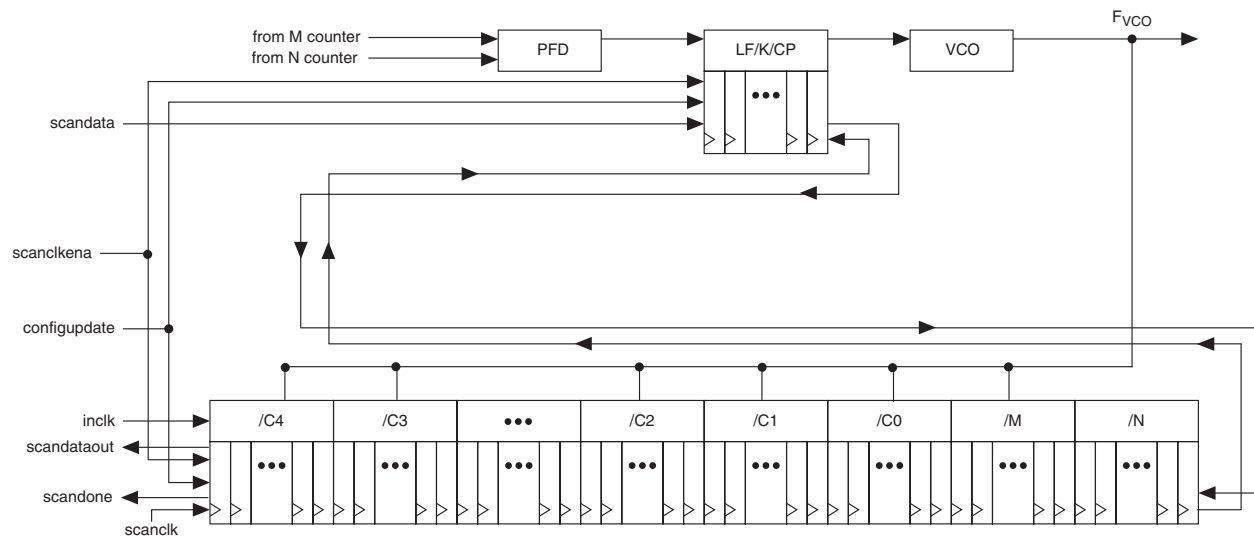 F_VCO
from M counter
from N counter
PFD
LF/K/CP
VCO
•••
scandata
scanclkena
configupdate
inclk
/C4
/C3
•••
/C2
/C1
/C0
/M
/N
scandataout
••• ••• ••• ••• ••• ••• ••• •••
scandone
scanclk